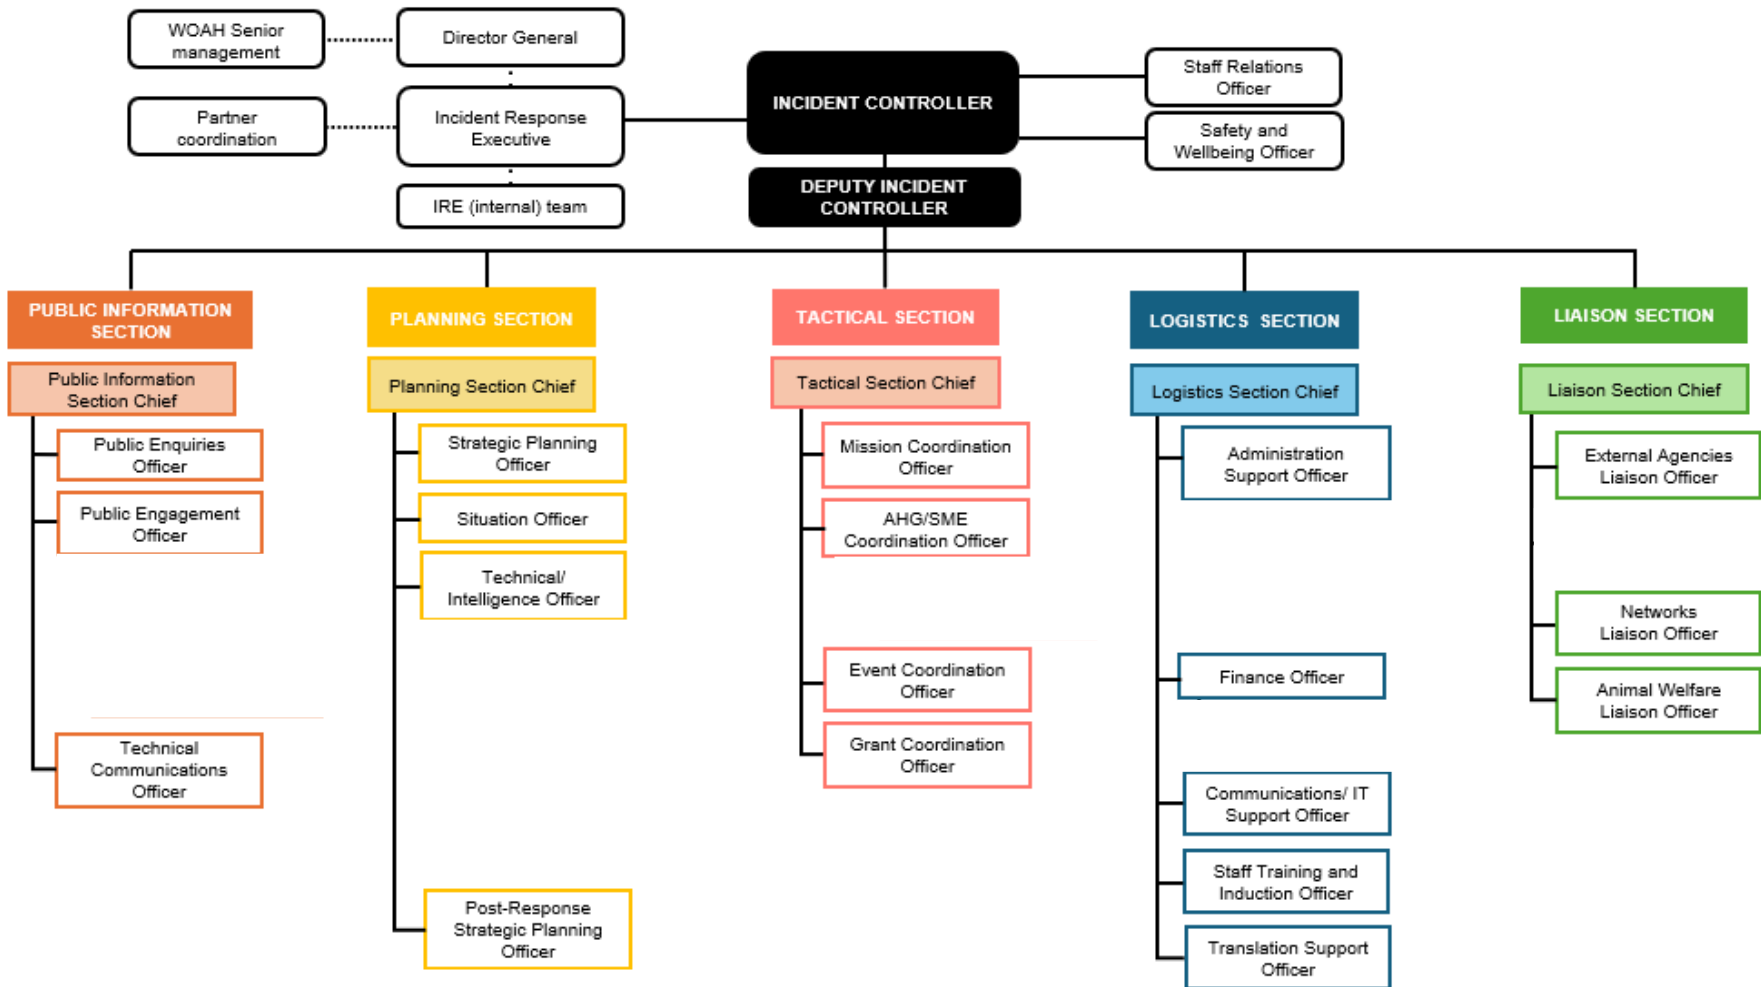 WOAH Senior
management
Director General
Partner
coordination
Incident Response
Executive
IRE (internal) team
INCIDENT CONTROLLER
DEPUTY INCIDENT
CONTROLLER
Staff Relations
Officer
Safety and
Wellbeing Officer
PUBLIC INFORMATION
SECTION
Public Information
Section Chief
Public Enquiries
Officer
Public Engagement
Officer
Technical
Communications
Officer
PLANNING SECTION
Planning Section Chief
Strategic Planning
Officer
Situation Officer
Technical/
Intelligence Officer
Post-Response
Strategic Planning
Officer
TACTICAL SECTION
Tactical Section Chief
Mission Coordination
Officer
AHG/SME
Coordination Officer
Event Coordination
Officer
Grant Coordination
Officer
LOGISTICS SECTION
Logistics Section Chief
Administration
Support Officer
Finance Officer
Communications/ IT
Support Officer
Staff Training and
Induction Officer
Translation Support
Officer
LIAISON SECTION
Liaison Section Chief
External Agencies
Liaison Officer
Networks
Liaison Officer
Animal Welfare
Liaison Officer